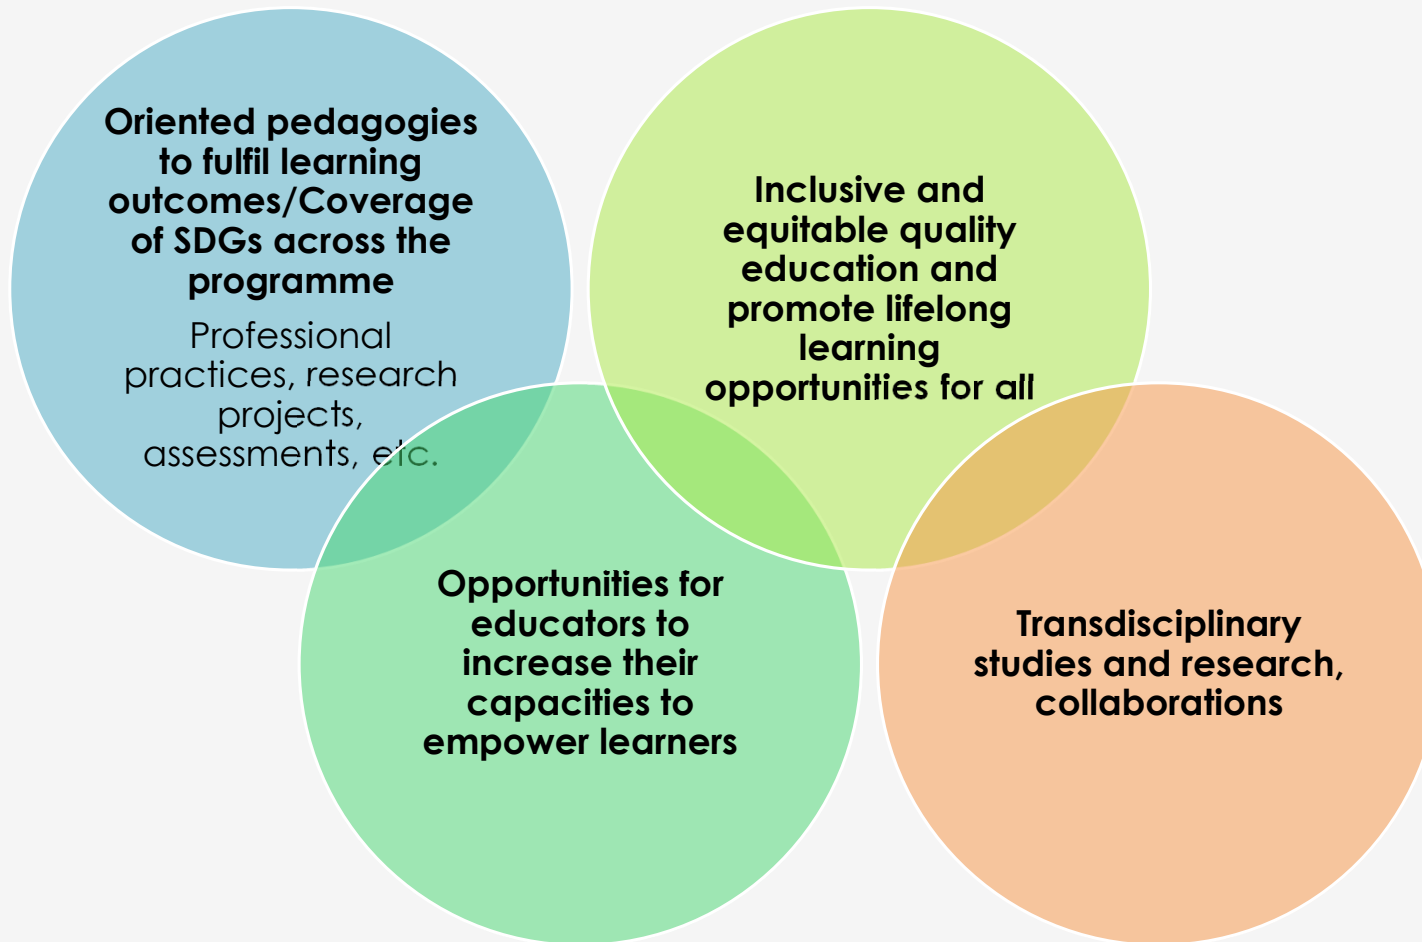 Oriented pedagogies
to fulfil learning
outcomes/Coverage
of SDGs across the
programme
Professional
practices, research
projects,
assessments, etc.
Inclusive and
equitable quality
education and
promote lifelong
learning
opportunities for all
Opportunities for
educators to
increase their
capacities to
empower learners
Transdisciplinary
studies and research,
collaborations